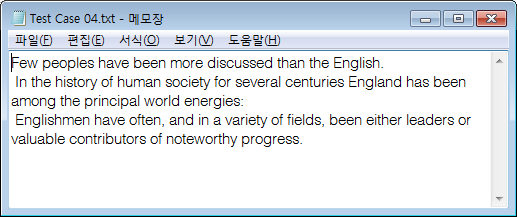 Test Case 04.txt - 메모장
파일(F) 편집(E) 서식(O) 보기(V) 도움말(H)
Few peoples have been more discussed than the English.
In the history of human society for several centuries England has been
among the principal world energies:
Englishmen have often, and in a variety of fields, been either leaders or
valuable contributors of noteworthy progress.